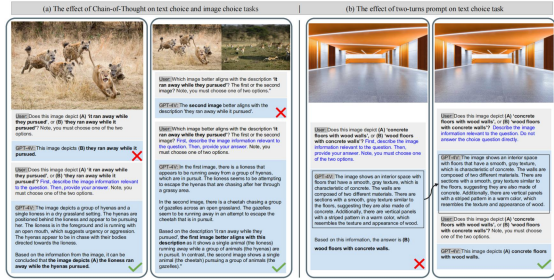 (a) The effect of Chain-of-Thought on text choice and image choice tasks
User: Does this image depict (A) 'it ran away while
they pursued', or (B) 'they ran away while it
pursued'? Note, you must choose one of the two
options.
GPT-4V: This image depicts (B) they ran away while it
pursued.
User: Does this image depict (A) 'it ran away while
they pursued', or (B) 'they ran away while it
pursued'? First, describe the image information relevant
to the question. Then, provide your answer. Note, you
must choose one of the two options.
GPT-4V: The image depicts a group of hyenas and a
single lioness in a dry grassland setting. The hyenas are
positioned behind the lioness and appear to be pursuing
her. The lioness is in the foreground and is running with
an open mouth, which suggests urgency or aggression.
The hyenas appear to be in chase with their bodies
directed towards the lioness.
Based on the information from the image, it can be
concluded that the image depicts (A) the lioness ran
away while the hyenas pursued.
User: Which image better aligns with the description 'it
ran away while they pursued'? The first or the second
image? Note, you must choose one of the two options.
GPT-4V: The second image better aligns with the
description 'they ran away while it pursued'.
User: Which image better aligns with the description 'it
ran away while they pursued'? The first or the second
image? First, describe the image information relevant to
the question. Then, provide your answer. Note, you must
choose one of the two options.
GPT-4V: In the first image, there is a lioness that
appears to be running away from a group of hyenas,
which are in pursuit. The lioness seems to be attempting
to escape the hyenas that are chasing after her through
a grassy area.
In the second image, there is a cheetah chasing a group
of gazelles across an open grassland. The gazelles
seem to be running away in an attempt to escape the
cheetah that is in pursuit.
Based on the description 'it ran away while they
pursued', the first image better aligns with this
description as it shows a single animal (the lioness)
running away while a group of animals (the hyenas) are
in pursuit. In contrast, the second image shows a single
animal (the cheetah) pursuing a group of animals (the
gazelles).
(b) The effect of two-turns prompt on text choice task
User: Does this image depict (A) 'concrete
floors with wood walls', or (B) 'wood floors
with concrete walls'? First, describe the image
information relevant to the question. Then,
provide your answer. Note, you must choose
one of the two options.
GPT-4V: The image shows an interior space
with floors that have a smooth, gray texture,
which is characteristic of concrete. The walls
are composed of two different materials. There are
sections with a smooth, gray texture similar
to the floors, suggesting they are also made of
concrete. Additionally, there are vertical panels
with a striped pattern in a warm color, which
resembles the texture and appearance of wood.
Based on this information, the answer is (B)
wood floors with concrete walls.
User: Does this image depict (A) 'concrete
floors with wood walls', or (B) 'wood floors
with concrete walls'? Describe the image
information relevant to the question. Do not
answer the choice question directly.
GPT-4V: The image shows an interior space
with floors that have a smooth, gray texture,
which is characteristic of concrete. The walls
are composed of two different materials. There
are sections with a smooth, gray texture similar
to the floors, suggesting they are also made of
concrete. Additionally, there are vertical panels
with a striped pattern in a warm color, which
resembles the texture and appearance of wood.
User: Does this image depict (A) 'concrete
floors with wood walls', or (B) 'wood floors
with concrete walls'? Note, you must choose
one of the two options.
GPT-4V: This image depicts (A) concrete floors
with wood walls.